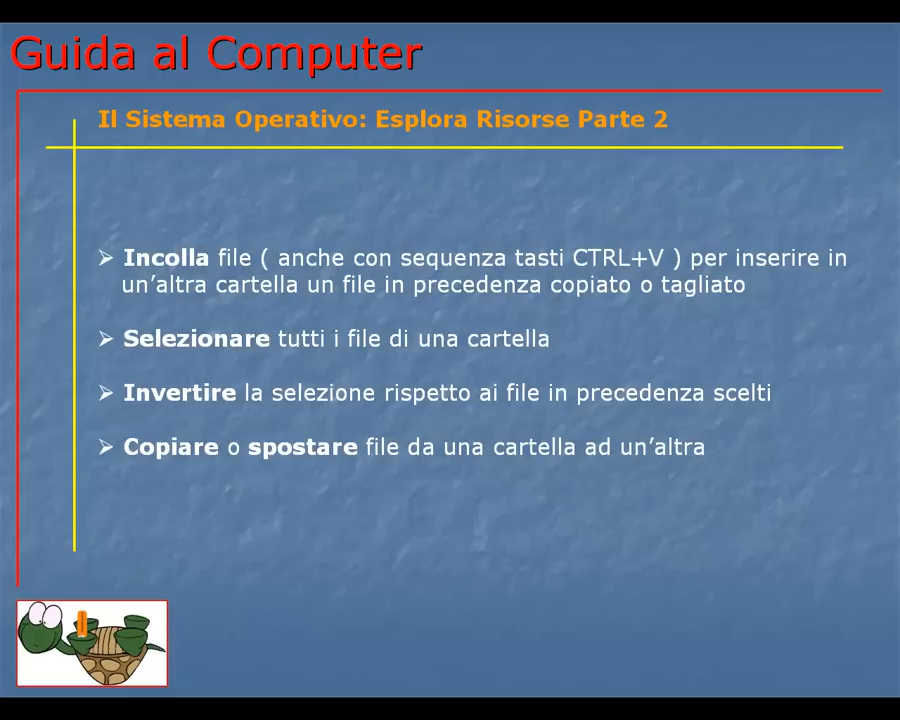 Guida al Computer
Il Sistema Operativo: Esplora Risorse Parte 2
➢ Incolla file ( anche con sequenza tasti CTRL+V ) per inserire in
un’altra cartella un file in precedenza copiato o tagliato
➢ Selezionare tutti i file di una cartella
➢ Invertire la selezione rispetto ai file in precedenza scelti
➢ Copiare o spostare file da una cartella ad un’altra